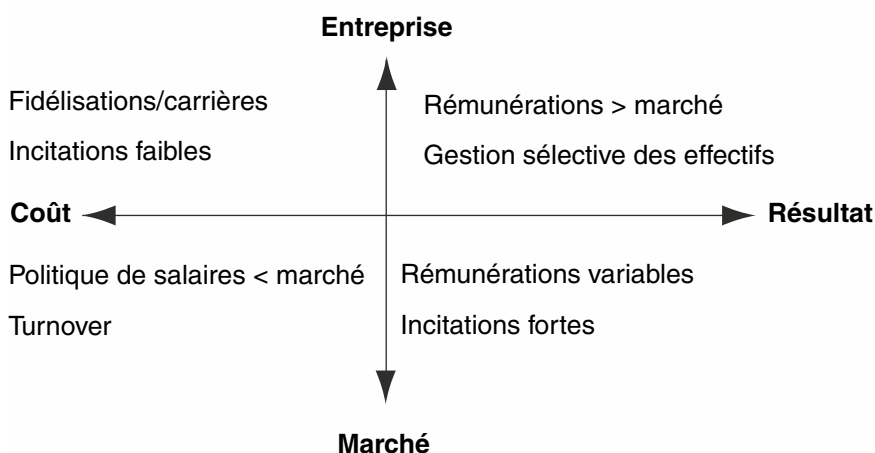 Entreprise
Fidélisations/carrières
Rémunérations > marché
Incitations faibles
Gestion sélective des effectifs
Coût
Résultat
Politique de salaires < marché
Rémunérations variables
Turnover
Incitations fortes
Marché